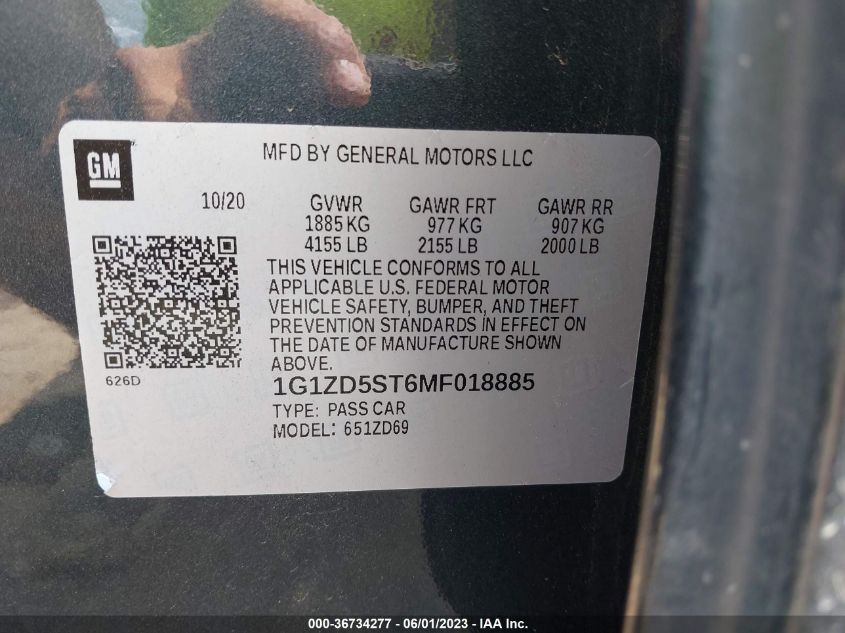 GM
MFD BY GENERAL MOTORS LLC
10/20 GVWR GAWR FRT GAWR RR
1885 KG 977 KG 907 KG
4155 LB 2155 LB 2000 LB
THIS VEHICLE CONFORMS TO ALL
APPLICABLE U.S. FEDERAL MOTOR
VEHICLE SAFETY, BUMPER, AND THEFT
PREVENTION STANDARDS IN EFFECT ON
THE DATE OF MANUFACTURE SHOWN
ABOVE.
626D
1G1ZD5ST6MF018885
TYPE: PASS CAR
MODEL: 651ZD69
000-36734277 - 06/01/2023 - IAA Inc.